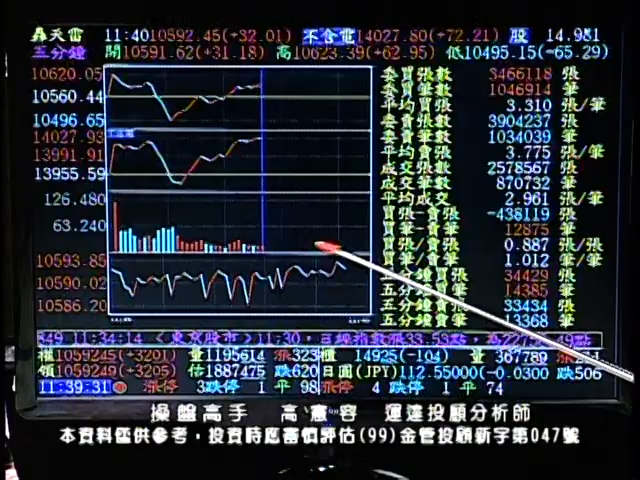 轟天雷 11:40 10592.45(+32.01) 不含電 14027.80(+72.21) 股 14.981
五分鐘 開10591.62(+31.18) 高10623.39(+62.95) 低10495.15(-65.29)
10620.05 委買張數 3466118 張
10560.44 委買筆數 1046914 筆
10496.65 平均買張 3.310 張/筆
14027.93 委賣張數 3904237 張
委賣筆數 1034039 筆
13991.91 平均賣張 3.775 張/筆
13955.59 成交張數 2578567 張
成交筆數 870732 筆
126.480 平均成交 2.961 張/筆
買張-賣張 -438119 張
63.240 買筆-賣筆 12875 筆
買張/賣張 0.887 張/張
10593.85 買筆/賣筆 1.012 筆/筆
10590.02 五分鐘買張 34429 張
五分鐘買筆 14385 筆
10586.20 五分鐘賣張 33434 張
五分鐘 13368 筆
11:34:14 <東京股市> 11:30,日經指數漲33.53點,為
權1059245(+3201) 量1195614 漲323 櫃 14925(-104) 量 367789
領1059249(+3205) 估1887475 跌620 日圓(JPY)112.55000(-0.0300 跌506
11:39:31 漲停 3 跌停 1 平 98 漲停 4 跌停 1 平 74
操盤高手 高憲容 運達投顧分析師
本資料僅供參考,投資時應審慎評估(99)金管投顧新字第047號